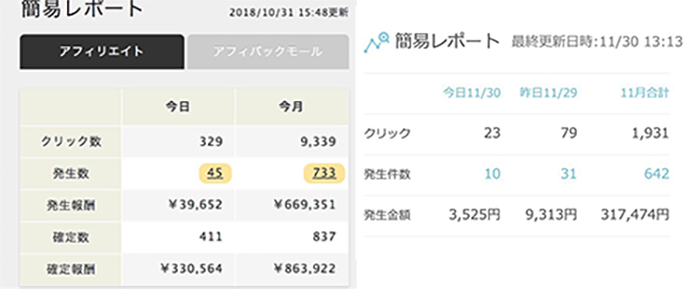 簡易レポート
2018/10/31 15:48更新
アフィリエイト
アフィバックモール
今日 今月
クリック数 329 9,339
発生数 45 733
発生報酬 ¥39,652 ¥669,351
確定数 411 837
確定報酬 ¥330,564 ¥863,922
簡易レポート 最終更新日時:11/30 13:13
今日11/30 昨日11/29 11月合計
クリック 23 79 1,931
発生件数 10 31 642
発生金額 3,525円 9,313円 317,474円